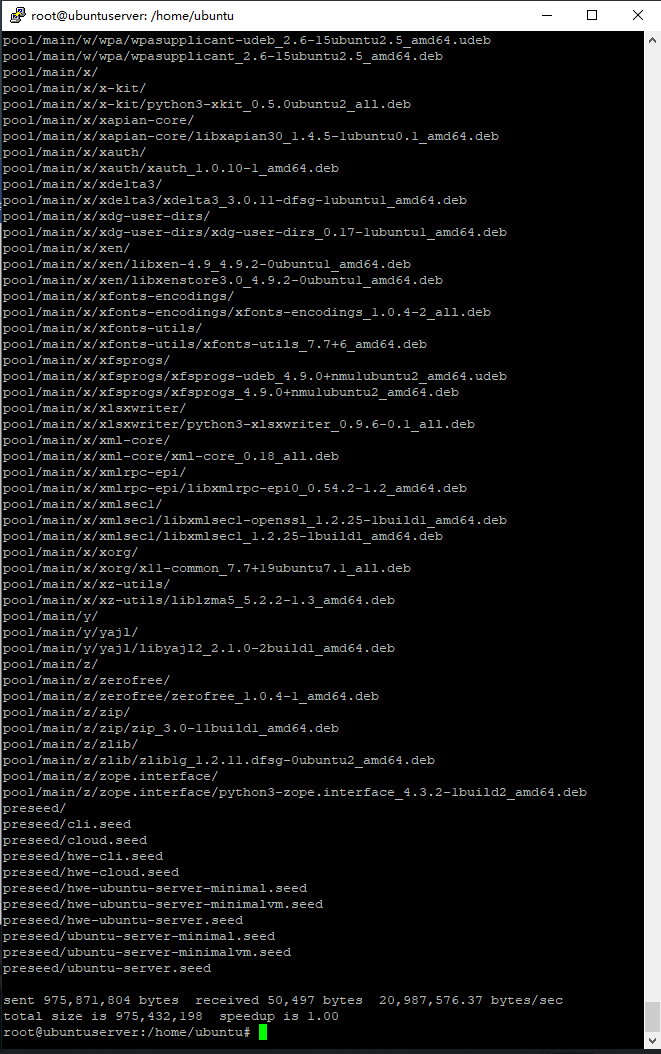 root@ubuntuserver: /home/ubuntu
pool/main/w/wpa/wpasupplicant-udeb_2.6-15ubuntu2.5_amd64.udeb
pool/main/w/wpa/wpasupplicant_2.6-15ubuntu2.5_amd64.deb
pool/main/x/
pool/main/x/x-kit/
pool/main/x/x-kit/python3-xkit_0.5.0ubuntu2_all.deb
pool/main/x/xapian-core/
pool/main/x/xapian-core/libxapian30_1.4.5-1ubuntu0.1_amd64.deb
pool/main/x/xauth/
pool/main/x/xauth/xauth_1.0.10-1_amd64.deb
pool/main/x/xdelta3/
pool/main/x/xdelta3/xdelta3_3.0.11-dfsg-1ubuntu1_amd64.deb
pool/main/x/xdg-user-dirs/
pool/main/x/xdg-user-dirs/xdg-user-dirs_0.17-1ubuntu1_amd64.deb
pool/main/x/xen/
pool/main/x/xen/libxen-4.9_4.9.2-0ubuntu1_amd64.deb
pool/main/x/xen/libxenstore3.0_4.9.2-0ubuntu1_amd64.deb
pool/main/x/xfonts-encodings/
pool/main/x/xfonts-encodings/xfonts-encodings_1.0.4-2_all.deb
pool/main/x/xfonts-utils/
pool/main/x/xfonts-utils/xfonts-utils_7.7+6_amd64.deb
pool/main/x/xfsprogs/
pool/main/x/xfsprogs/xfsprogs-udeb_4.9.0+nmu1ubuntu2_amd64.udeb
pool/main/x/xfsprogs/xfsprogs_4.9.0+nmu1ubuntu2_amd64.deb
pool/main/x/xlsxwriter/
pool/main/x/xlsxwriter/python3-xlsxwriter_0.9.6-0.1_all.deb
pool/main/x/xml-core/
pool/main/x/xml-core/xml-core_0.18_all.deb
pool/main/x/xmlrpc-epi/
pool/main/x/xmlrpc-epi/libxmlrpc-epi0_0.54.2-1.2_amd64.deb
pool/main/x/xmlsec1/
pool/main/x/xmlsec1/libxmlsec1-openssl_1.2.25-1build1_amd64.deb
pool/main/x/xmlsec1/libxmlsec1_1.2.25-1build1_amd64.deb
pool/main/x/xorg/
pool/main/x/xorg/x11-common_7.7+19ubuntu7.1_all.deb
pool/main/x/xz-utils/
pool/main/x/xz-utils/liblzma5_5.2.2-1.3_amd64.deb
pool/main/y/
pool/main/y/yajl/
pool/main/y/yajl/libyajl2_2.1.0-2build1_amd64.deb
pool/main/z/
pool/main/z/zerofree/
pool/main/z/zerofree/zerofree_1.0.4-1_amd64.deb
pool/main/z/zip/
pool/main/z/zip/zip_3.0-11build1_amd64.deb
pool/main/z/zlib/
pool/main/z/zlib/zlib1g_1.2.11.dfsg-0ubuntu2_amd64.deb
pool/main/z/zope.interface/
pool/main/z/zope.interface/python3-zope.interface_4.3.2-1build2_amd64.deb
preseed/
preseed/cli.seed
preseed/cloud.seed
preseed/hwe-cli.seed
preseed/hwe-cloud.seed
preseed/hwe-ubuntu-server-minimal.seed
preseed/hwe-ubuntu-server-minimalvm.seed
preseed/hwe-ubuntu-server.seed
preseed/ubuntu-server-minimal.seed
preseed/ubuntu-server-minimalvm.seed
preseed/ubuntu-server.seed
sent 975,871,804 bytes  received 50,497 bytes  20,987,576.37 bytes/sec
total size is 975,432,198  speedup is 1.00
root@ubuntuserver:/home/ubuntu#